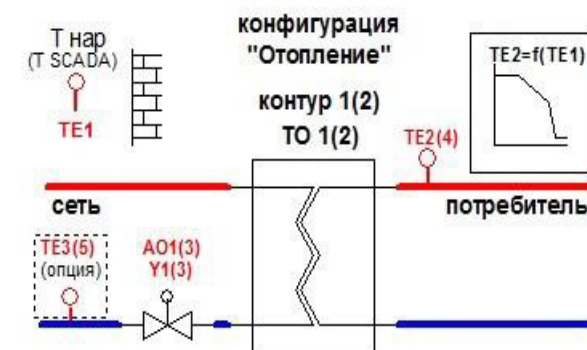 Т нар
(T SCADA)
TE1
конфигурация
"Отопление"
контур 1(2)
ТО 1(2)
TE2=f(TE1)
TE2(4)
сеть
потребитель
TE3(5)
(опция)
AO1(3)
Y1(3)